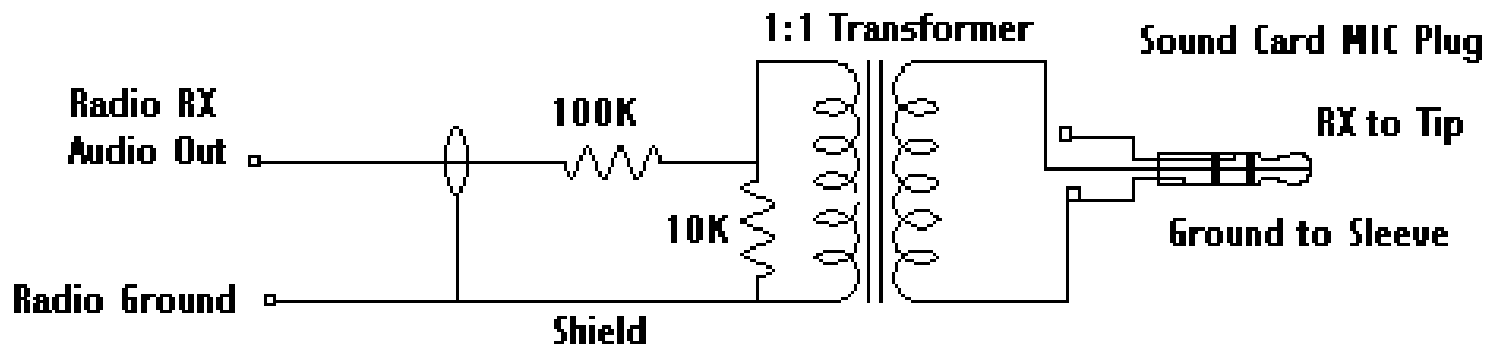 1:1 Transformer
Sound Card MIC Plug
Radio RX
Audio Out
100K
RX to Tip
10K
Ground to Sleeve
Radio Ground
Shield